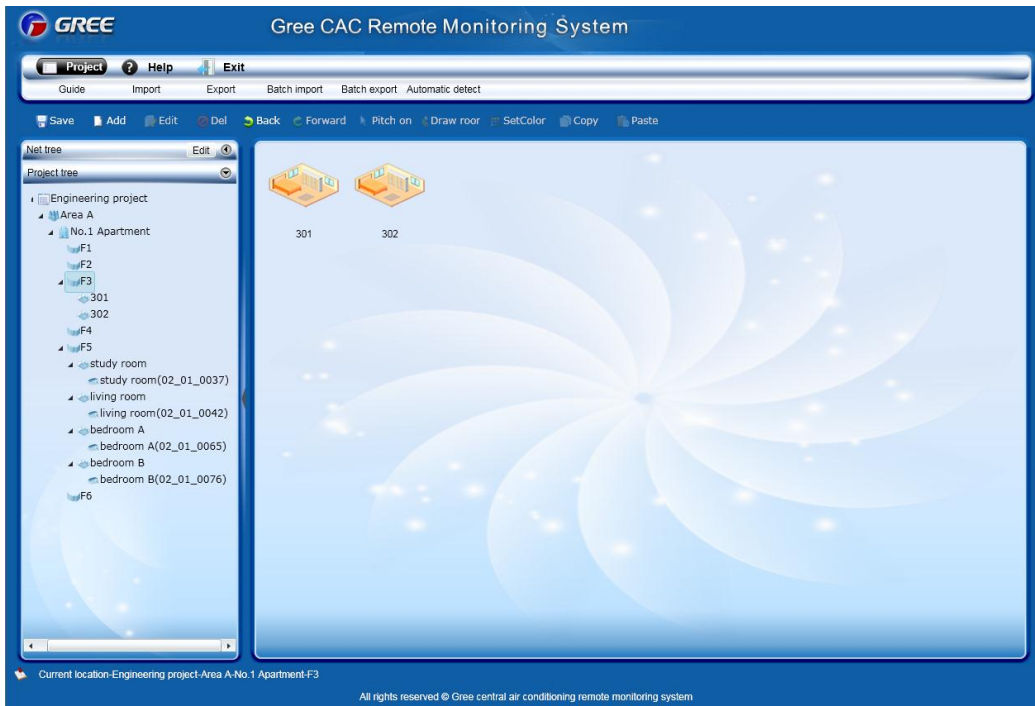 GREE
Gree CAC Remote Monitoring System
Project Help Exit
Guide Import Export Batch import Batch export Automatic detect
Save Add Edit Del Back Forward Pitch on Draw roor SetColor Copy Paste
Net tree Edit
Project tree
Engineering project
Area A
No.1 Apartment
F1
F2
F3
301
302
F4
F5
study room
study room(02_01_0037)
living room
living room(02_01_0042)
bedroom A
bedroom A(02_01_0065)
bedroom B
bedroom B(02_01_0076)
F6
301 302
Current location-Engineering project-Area A-No.1 Apartment-F3
All rights reserved © Gree central air conditioning remote monitoring system